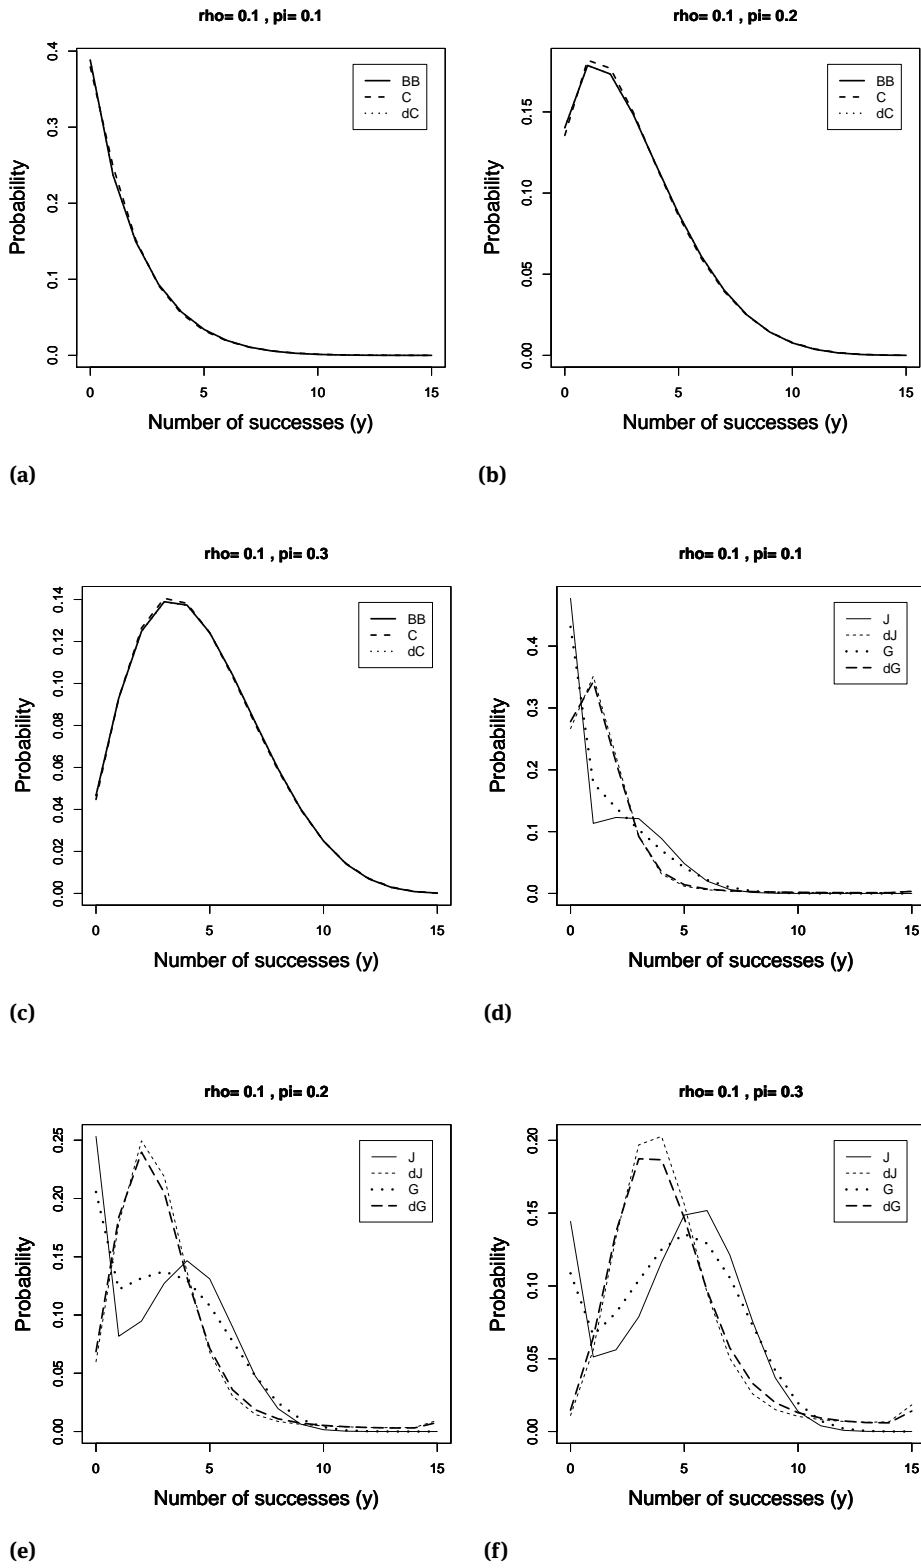 rho= 0.1 , pi= 0.1
Probability
0.4
0.3
0.2
0.1
0.0
BB
C
dC
0 5 10 15
Number of successes (y)
(a)
rho= 0.1 , pi= 0.2
Probability
0.15
0.10
0.05
0.00
BB
C
dC
0 5 10 15
Number of successes (y)
(b)
rho= 0.1 , pi= 0.3
Probability
0.14
0.12
0.10
0.08
0.06
0.04
0.02
0.00
BB
C
dC
0 5 10 15
Number of successes (y)
(c)
rho= 0.1 , pi= 0.1
Probability
0.4
0.3
0.2
0.1
0.0
J
dJ
G
dG
0 5 10 15
Number of successes (y)
(d)
rho= 0.1 , pi= 0.2
Probability
0.25
0.20
0.15
0.10
0.05
0.00
J
dJ
G
dG
0 5 10 15
Number of successes (y)
(e)
rho= 0.1 , pi= 0.3
Probability
0.20
0.15
0.10
0.05
0.00
J
dJ
G
dG
0 5 10 15
Number of successes (y)
(f)